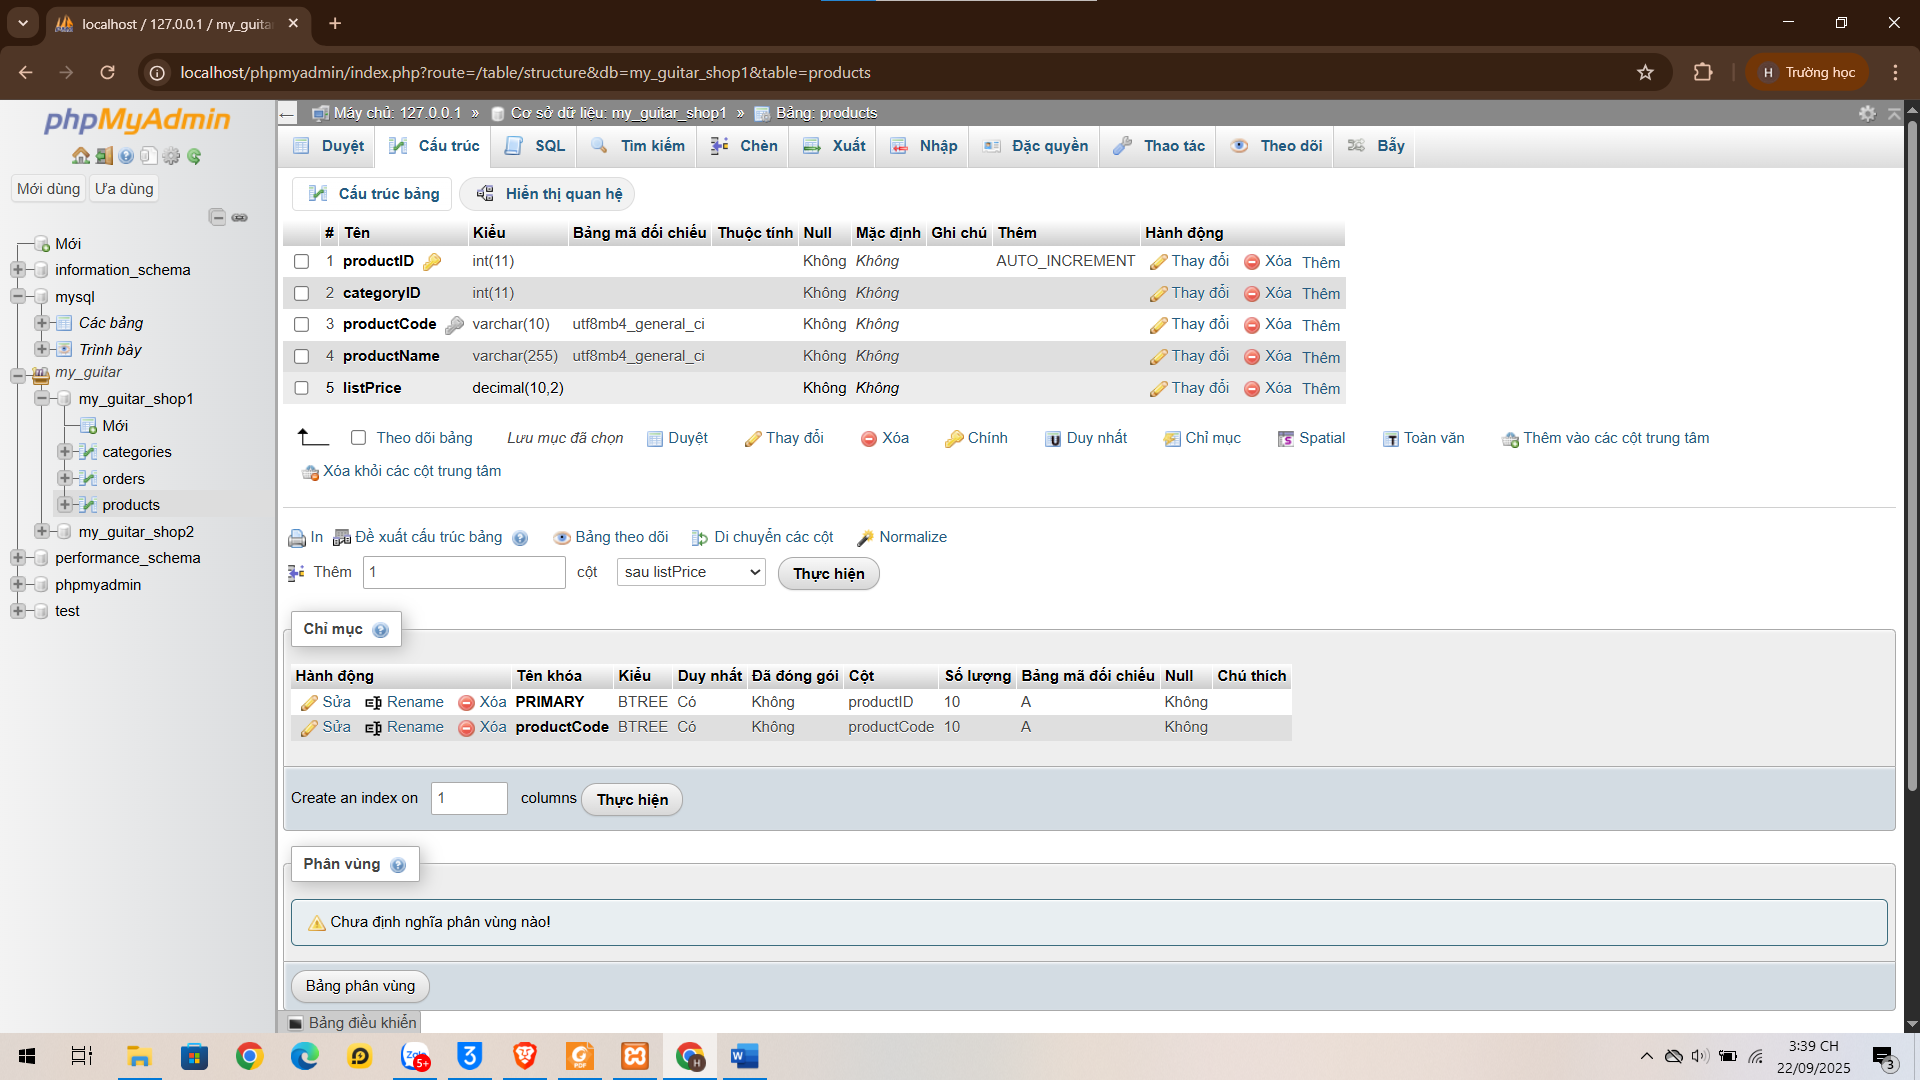 localhost / 127.0.0.1 / my_guita
localhost/phpmyadmin/index.php?route=/table/structure&db=my_guitar_shop1&table=products
H Trường học
phpMyAdmin
Mới dùng Ưa dùng
Mới
information_schema
mysql
Các bảng
Trình bày
my_guitar
my_guitar_shop1
Mới
categories
orders
products
my_guitar_shop2
performance_schema
phpmyadmin
test
Máy chủ: 127.0.0.1 » Cơ sở dữ liệu: my_guitar_shop1 » Bảng: products
Duyệt Cấu trúc SQL Tìm kiếm Chèn Xuất Nhập Đặc quyền Thao tác Theo dõi Bẫy
Cấu trúc bảng Hiển thị quan hệ
# Tên Kiểu Bảng mã đối chiếu Thuộc tính Null Mặc định Ghi chú Thêm Hành động
1 productID int(11) Không Không AUTO_INCREMENT Thay đổi Xóa Thêm
2 categoryID int(11) Không Không Thay đổi Xóa Thêm
3 productCode varchar(10) utf8mb4_general_ci Không Không Thay đổi Xóa Thêm
4 productName varchar(255) utf8mb4_general_ci Không Không Thay đổi Xóa Thêm
5 listPrice decimal(10,2) Không Không Thay đổi Xóa Thêm
Theo dõi bảng Lưu mục đã chọn Duyệt Thay đổi Xóa Chính Duy nhất Chỉ mục Spatial Toàn văn Thêm vào các cột trung tâm
Xóa khỏi các cột trung tâm
In Đề xuất cấu trúc bảng Bảng theo dõi Di chuyển các cột Normalize
Thêm 1 cột sau listPrice Thực hiện
Chỉ mục
Hành động Tên khóa Kiểu Duy nhất Đã đóng gói Cột Số lượng Bảng mã đối chiếu Null Chú thích
Sửa Rename Xóa PRIMARY BTREE Có Không productID 10 A Không
Sửa Rename Xóa productCode BTREE Có Không productCode 10 A Không
Create an index on 1 columns Thực hiện
Phân vùng
Chưa định nghĩa phân vùng nào!
Bảng phân vùng
Bảng điều khiển
Zalo 5+
3:39 CH
22/09/2025
3